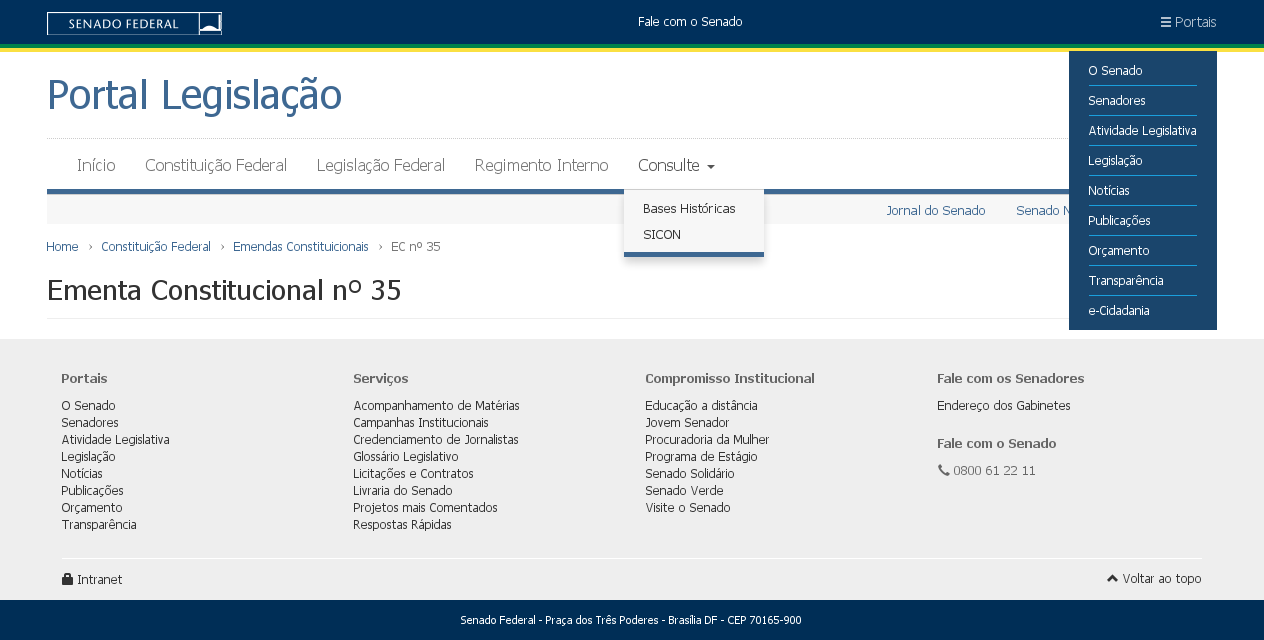 SENADO FEDERAL
Fale com o Senado
Portais
O Senado
Senadores
Atividade Legislativa
Legislação
Notícias
Publicações
Orçamento
Transparência
e-Cidadania
Portal Legislação
Início Constituição Federal Legislação Federal Regimento Interno Consulte
Bases Históricas
SICON
Jornal do Senado Senado
Home › Constituição Federal › Emendas Constituicionais › EC nº 35
Ementa Constitucional nº 35
Portais
O Senado
Senadores
Atividade Legislativa
Legislação
Notícias
Publicações
Orçamento
Transparência
Serviços
Acompanhamento de Matérias
Campanhas Institucionais
Credenciamento de Jornalistas
Glossário Legislativo
Licitações e Contratos
Livraria do Senado
Projetos mais Comentados
Respostas Rápidas
Compromisso Institucional
Educação a distância
Jovem Senador
Procuradoria da Mulher
Programa de Estágio
Senado Solidário
Senado Verde
Visite o Senado
Fale com os Senadores
Endereço dos Gabinetes
Fale com o Senado
0800 61 22 11
Intranet
Voltar ao topo
Senado Federal - Praça dos Três Poderes - Brasília DF - CEP 70165-900